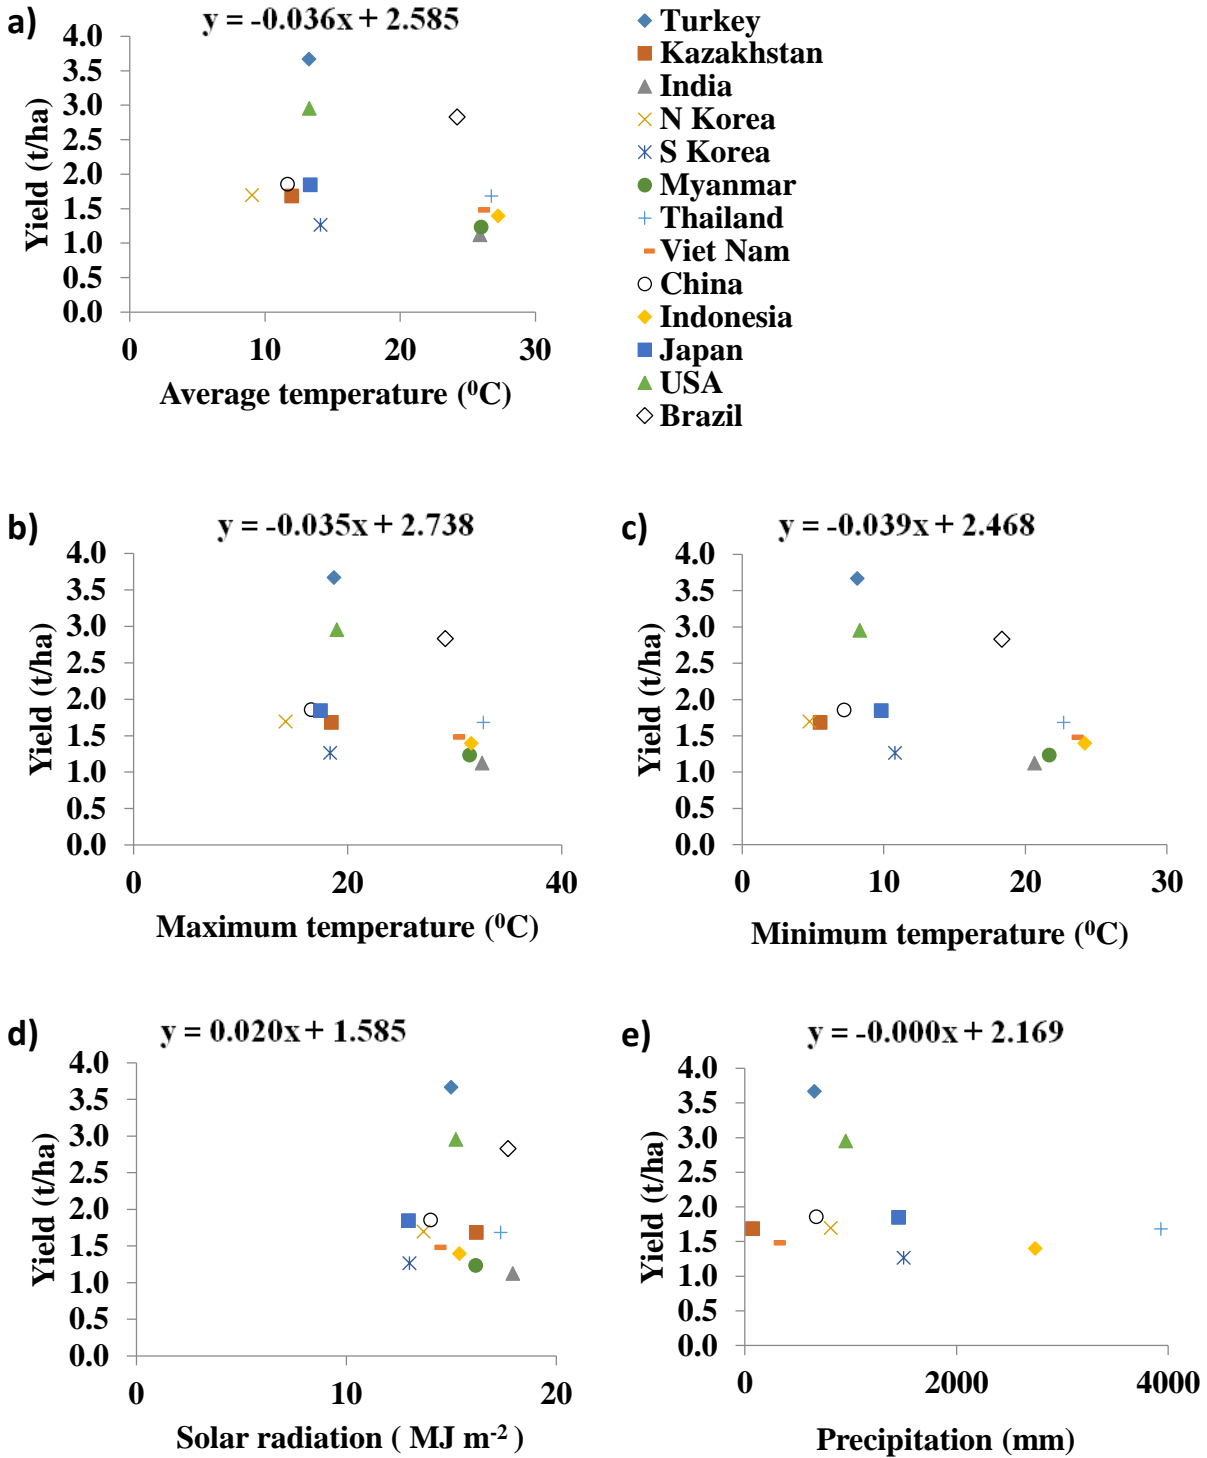 a)
y = -0.036x + 2.585
4.0
3.5
3.0
2.5
2.0
1.5
1.0
0.5
0.0
Yield (t/ha)
0 10 20 30
Average temperature (⁰C)
Turkey
Kazakhstan
India
N Korea
S Korea
Myanmar
Thailand
Viet Nam
China
Indonesia
Japan
USA
Brazil
b)
y = -0.035x + 2.738
4.0
3.5
3.0
2.5
2.0
1.5
1.0
0.5
0.0
Yield (t/ha)
0 20 40
Maximum temperature (⁰C)
c)
y = -0.039x + 2.468
4.0
3.5
3.0
2.5
2.0
1.5
1.0
0.5
0.0
Yield (t/ha)
0 10 20 30
Minimum temperature (⁰C)
d)
y = 0.020x + 1.585
4.0
3.5
3.0
2.5
2.0
1.5
1.0
0.5
0.0
Yield (t/ha)
0 10 20
Solar radiation ( MJ m⁻² )
e)
y = -0.000x + 2.169
4.0
3.5
3.0
2.5
2.0
1.5
1.0
0.5
0.0
Yield (t/ha)
0 2000 4000
Precipitation (mm)